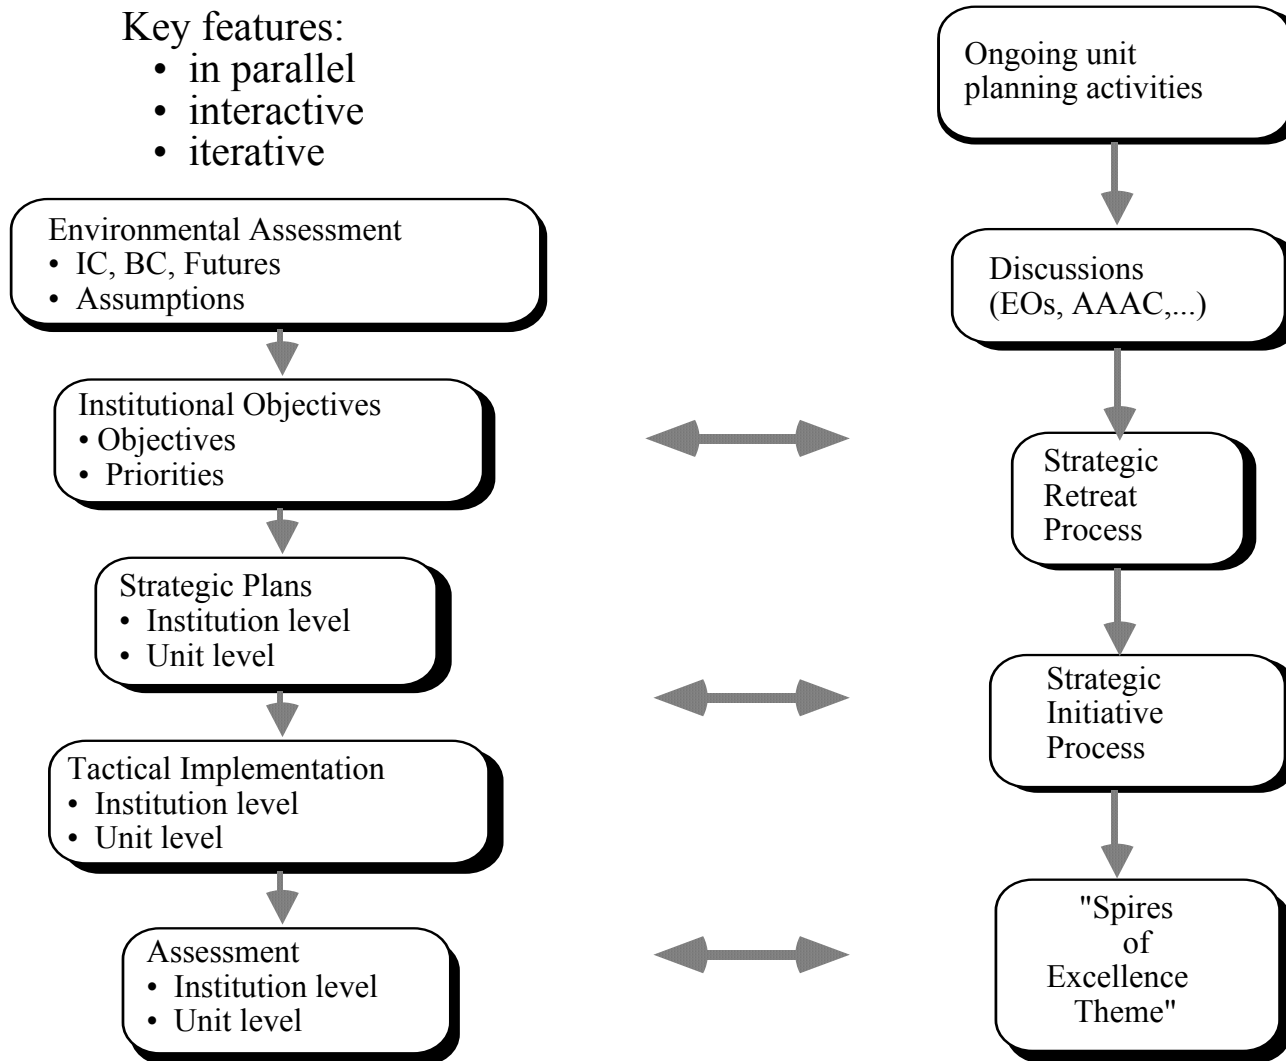 Key features:
• in parallel
• interactive
• iterative
Environmental Assessment
• IC, BC, Futures
• Assumptions
Institutional Objectives
• Objectives
• Priorities
Strategic Plans
• Institution level
• Unit level
Tactical Implementation
• Institution level
• Unit level
Assessment
• Institution level
• Unit level
Ongoing unit
planning activities
Discussions
(EOs, AAAC,...)
Strategic
Retreat
Process
Strategic
Initiative
Process
"Spires
of
Excellence
Theme"